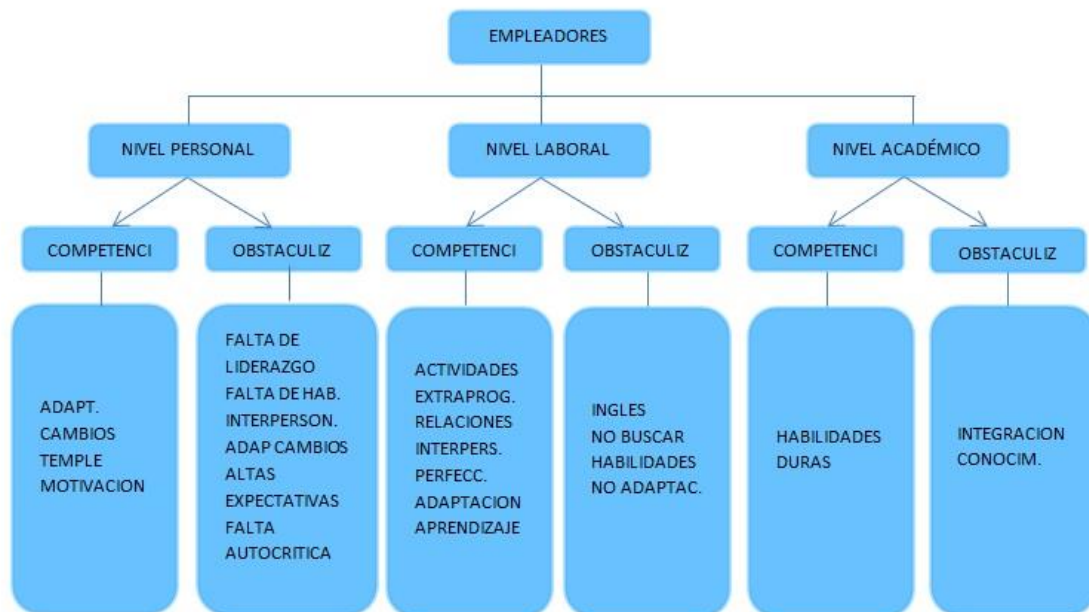 EMPLEADORES
NIVEL PERSONAL
NIVEL LABORAL
NIVEL ACADÉMICO
COMPETENCI
OBSTACULIZ
COMPETENCI
OBSTACULIZ
COMPETENCI
OBSTACULIZ
ADAPT.
CAMBIOS
TEMPLE
MOTIVACION
FALTA DE
LIDERAZGO
FALTA DE HAB.
INTERPERSON.
ADAP CAMBIOS
ALTAS
EXPECTATIVAS
FALTA
AUTOCRITICA
ACTIVIDADES
EXTRAPROG.
RELACIONES
INTERPERS.
PERFECC.
ADAPTACION
APRENDIZAJE
INGLES
NO BUSCAR
HABILIDADES
NO ADAPTAC.
HABILIDADES
DURAS
INTEGRACION
CONOCIM.